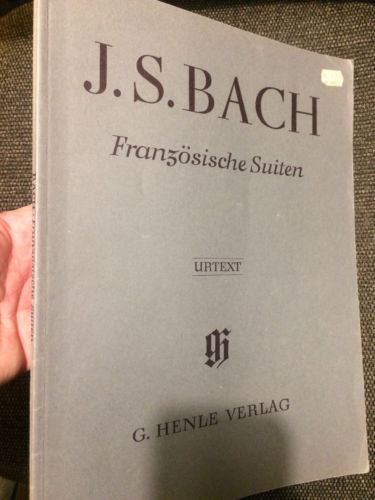 J. S. BACH
Französische Suiten
URTEXT
G. HENLE VERLAG